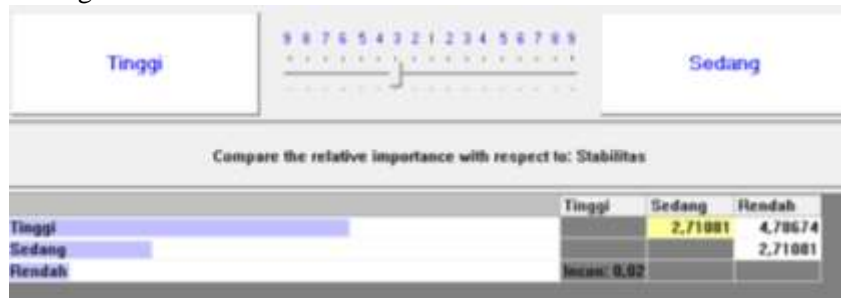 Tinggi
9 8 7 6 5 4 3 2 1 2 3 4 5 6 7 8 9
Sedang
Compare the relative importance with respect to: Stabilitas
Tinggi Sedang Rendah
Tinggi 2,71081 4,78674
Sedang 2,71081
Rendah Incon: 0,02